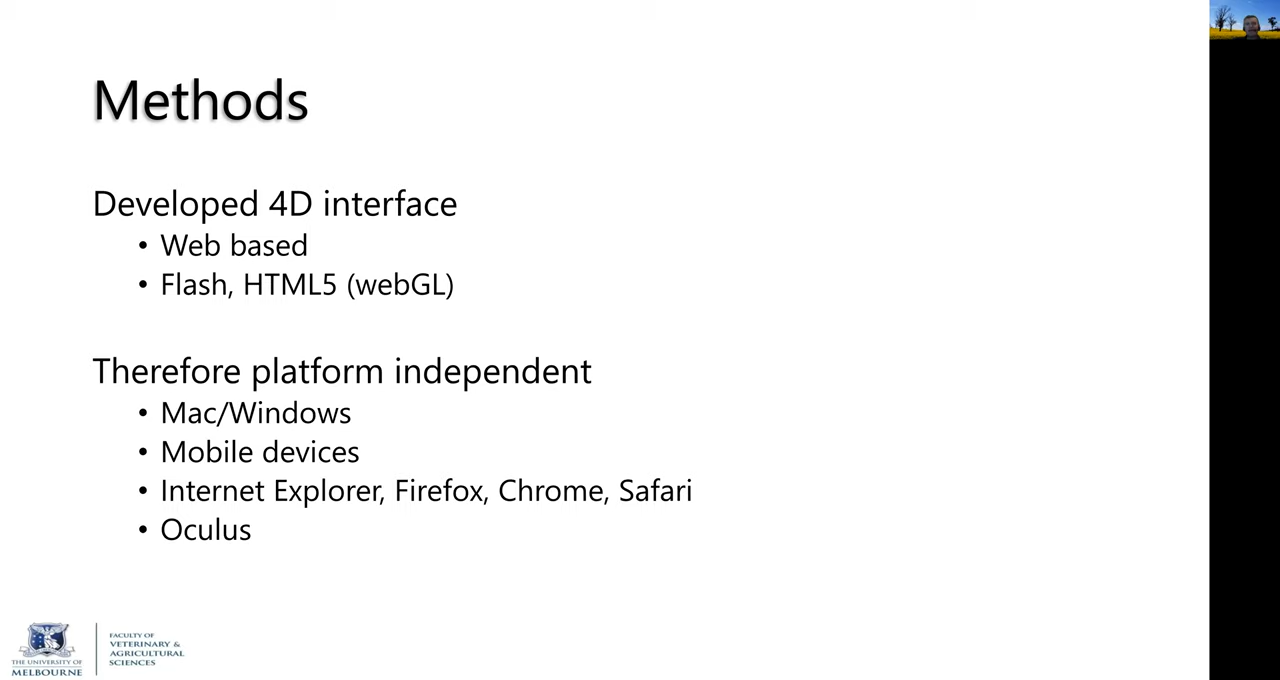 Methods
Developed 4D interface
• Web based
• Flash, HTML5 (webGL)
Therefore platform independent
• Mac/Windows
• Mobile devices
• Internet Explorer, Firefox, Chrome, Safari
• Oculus
THE UNIVERSITY OF
MELBOURNE
FACULTY OF
VETERINARY &
AGRICULTURAL
SCIENCES